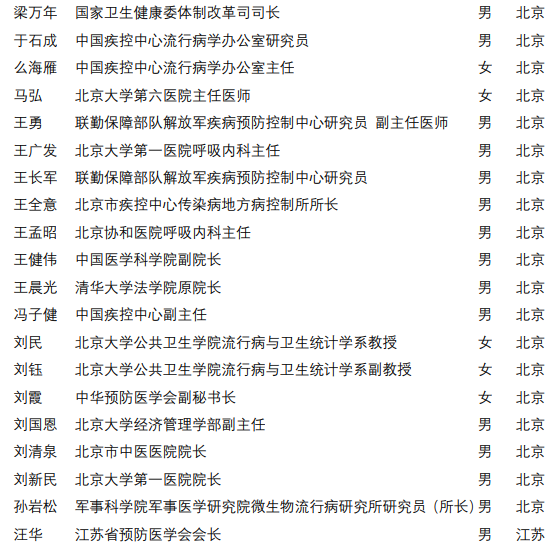 梁万年 国家卫生健康委体制改革司司长 男 北京
于石成 中国疾控中心流行病学办公室研究员 男 北京
么海雁 中国疾控中心流行病学办公室主任 女 北京
马弘 北京大学第六医院主任医师 女 北京
王勇 联勤保障部队解放军疾病预防控制中心研究员 副主任医师 男 北京
王广发 北京大学第一医院呼吸内科主任 男 北京
王长军 联勤保障部队解放军疾病预防控制中心研究员 男 北京
王全意 北京市疾控中心传染病地方病控制所所长 男 北京
王孟昭 北京协和医院呼吸内科主任 男 北京
王健伟 中国医学科学院副院长 男 北京
王晨光 清华大学法学院原院长 男 北京
冯子健 中国疾控中心副主任 男 北京
刘民 北京大学公共卫生学院流行病与卫生统计学系教授 女 北京
刘钰 北京大学公共卫生学院流行病与卫生统计学系副教授 女 北京
刘霞 中华预防医学会副秘书长 女 北京
刘国恩 北京大学经济管理学部副主任 男 北京
刘清泉 北京市中医医院院长 男 北京
刘新民 北京大学第一医院院长 男 北京
孙岩松 军事科学院军事医学研究院微生物流行病研究所研究员（所长） 男 北京
汪华 江苏省预防医学会会长 男 江苏